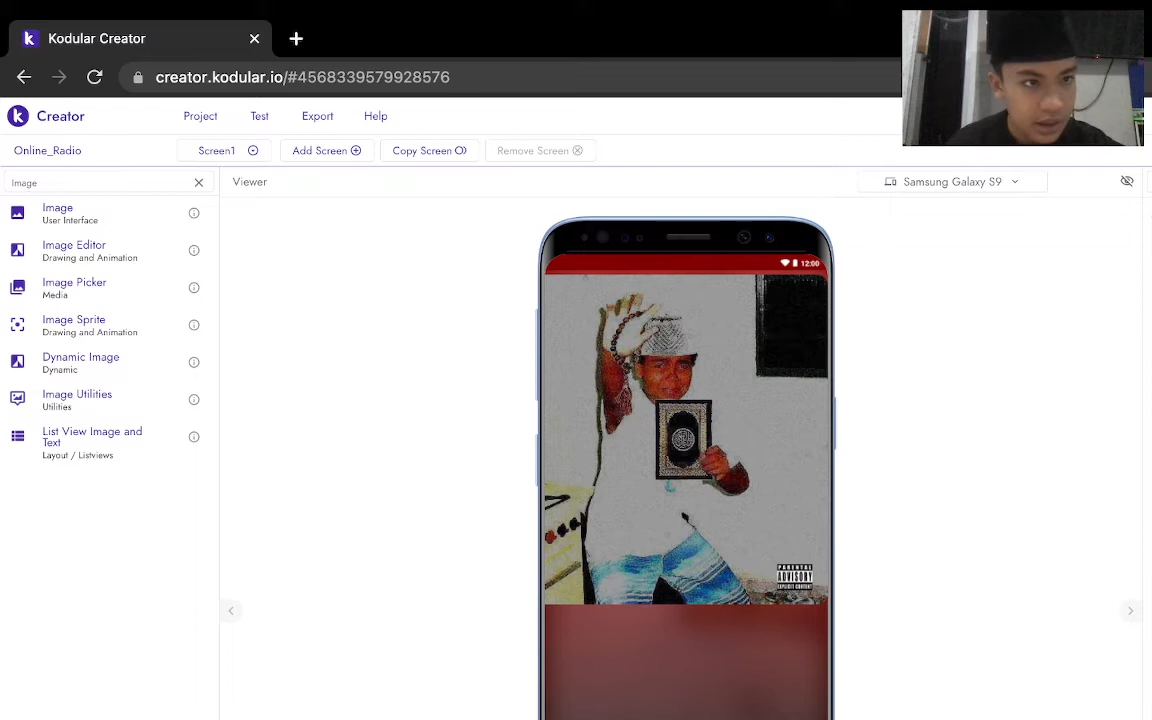 Kodular Creator
creator.kodular.io/#4568339579928576
Creator
Project
Test
Export
Help
Online_Radio
Screen1
Add Screen
Copy Screen
Remove Screen
Image
Viewer
Samsung Galaxy S9
Image
User Interface
Image Editor
Drawing and Animation
Image Picker
Media
Image Sprite
Drawing and Animation
Dynamic Image
Dynamic
Image Utilities
Utilities
List View Image and
Text
Layout / Listviews
12:00
PARENTAL
ADVISORY
EXPLICIT CONTENT